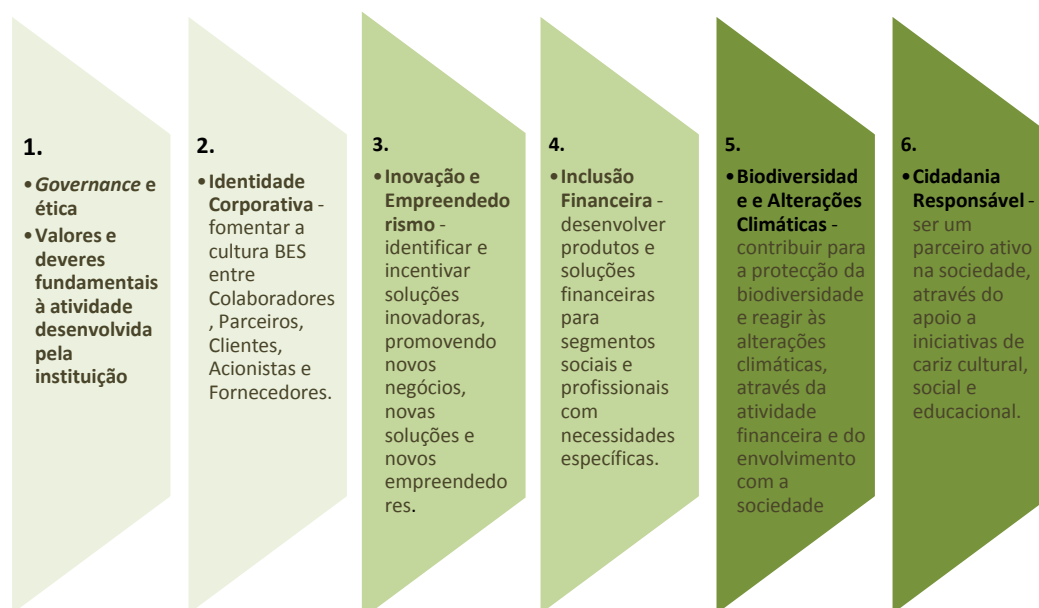 1.
•Governance e
ética
•Valores e
deveres
fundamentais
à atividade
desenvolvida
pela
instituição
2.
•Identidade
Corporativa -
fomentar a
cultura BES
entre
Colaboradores
, Parceiros,
Clientes,
Acionistas e
Fornecedores.
3.
•Inovação e
Empreendedo
rismo -
identificar e
incentivar
soluções
inovadoras,
promovendo
novos
negócios,
novas
soluções e
novos
empreendedo
res.
4.
•Inclusão
Financeira -
desenvolver
produtos e
soluções
financeiras
para
segmentos
sociais e
profissionais
com
necessidades
específicas.
5.
•Biodiversidad
e e Alterações
Climáticas -
contribuir para
a protecção da
biodiversidade
e reagir às
alterações
climáticas,
através da
atividade
financeira e do
envolvimento
com a
sociedade
6.
•Cidadania
Responsável -
ser um
parceiro ativo
na sociedade,
através do
apoio a
iniciativas de
cariz cultural,
social e
educacional.